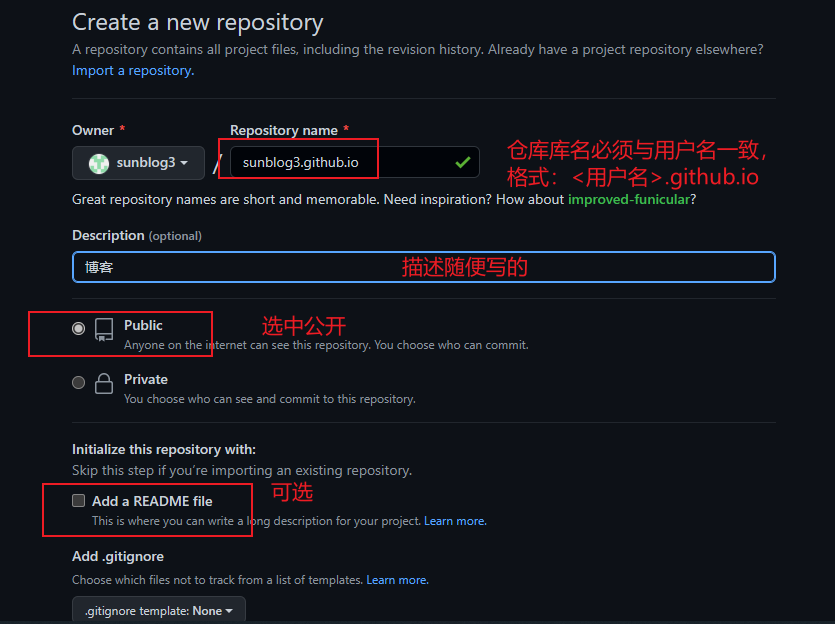 Create a new repository
A repository contains all project files, including the revision history. Already have a project repository elsewhere?
Import a repository.
Owner *
Repository name *
sunblog3
/
sunblog3.github.io
仓库库名必须与用户名一致，
格式：<用户名>.github.io
Great repository names are short and memorable. Need inspiration? How about improved-funicular?
Description (optional)
博客
描述随便写的
Public
选中公开
Anyone on the internet can see this repository. You choose who can commit.
Private
You choose who can see and commit to this repository.
Initialize this repository with:
Skip this step if you're importing an existing repository.
Add a README file
可选
This is where you can write a long description for your project. Learn more.
Add .gitignore
Choose which files not to track from a list of templates. Learn more.
.gitignore template: None